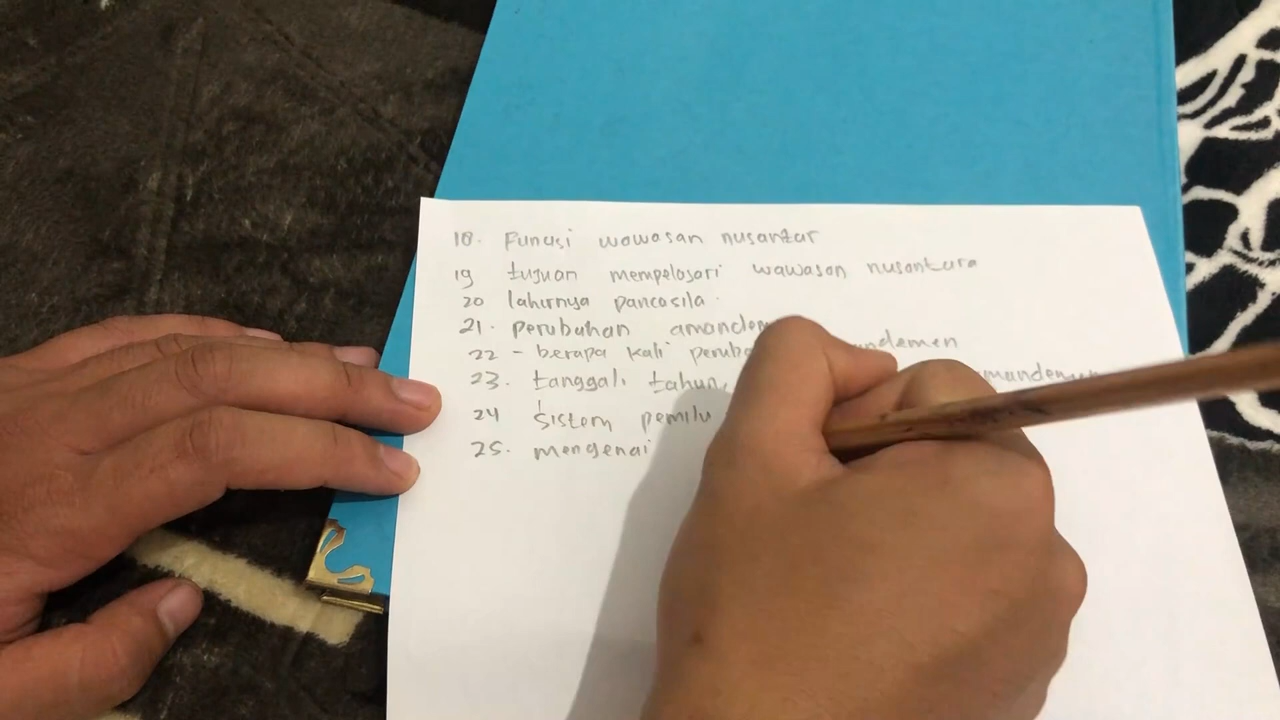 18. Fungsi wawasan nusantar
19 tujuan mempelajari wawasan nusantara
20 lahirnya pancasila.
21. perubahan
22 - berapa kali
23. tanggal, tahun,
24 sistem pemilu
25. mengenai